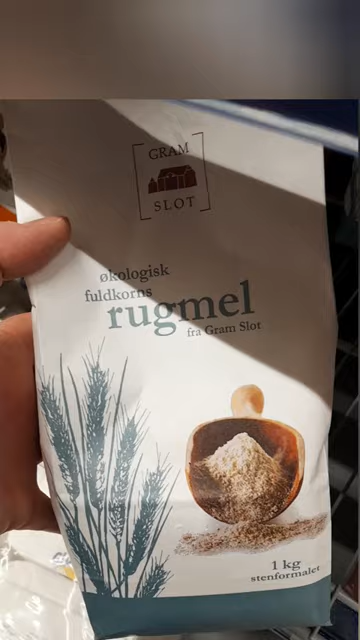 GRAM
SLOT
økologisk
fuldkorns
rugmel
fra Gram Slot
1 kg
stenformalet